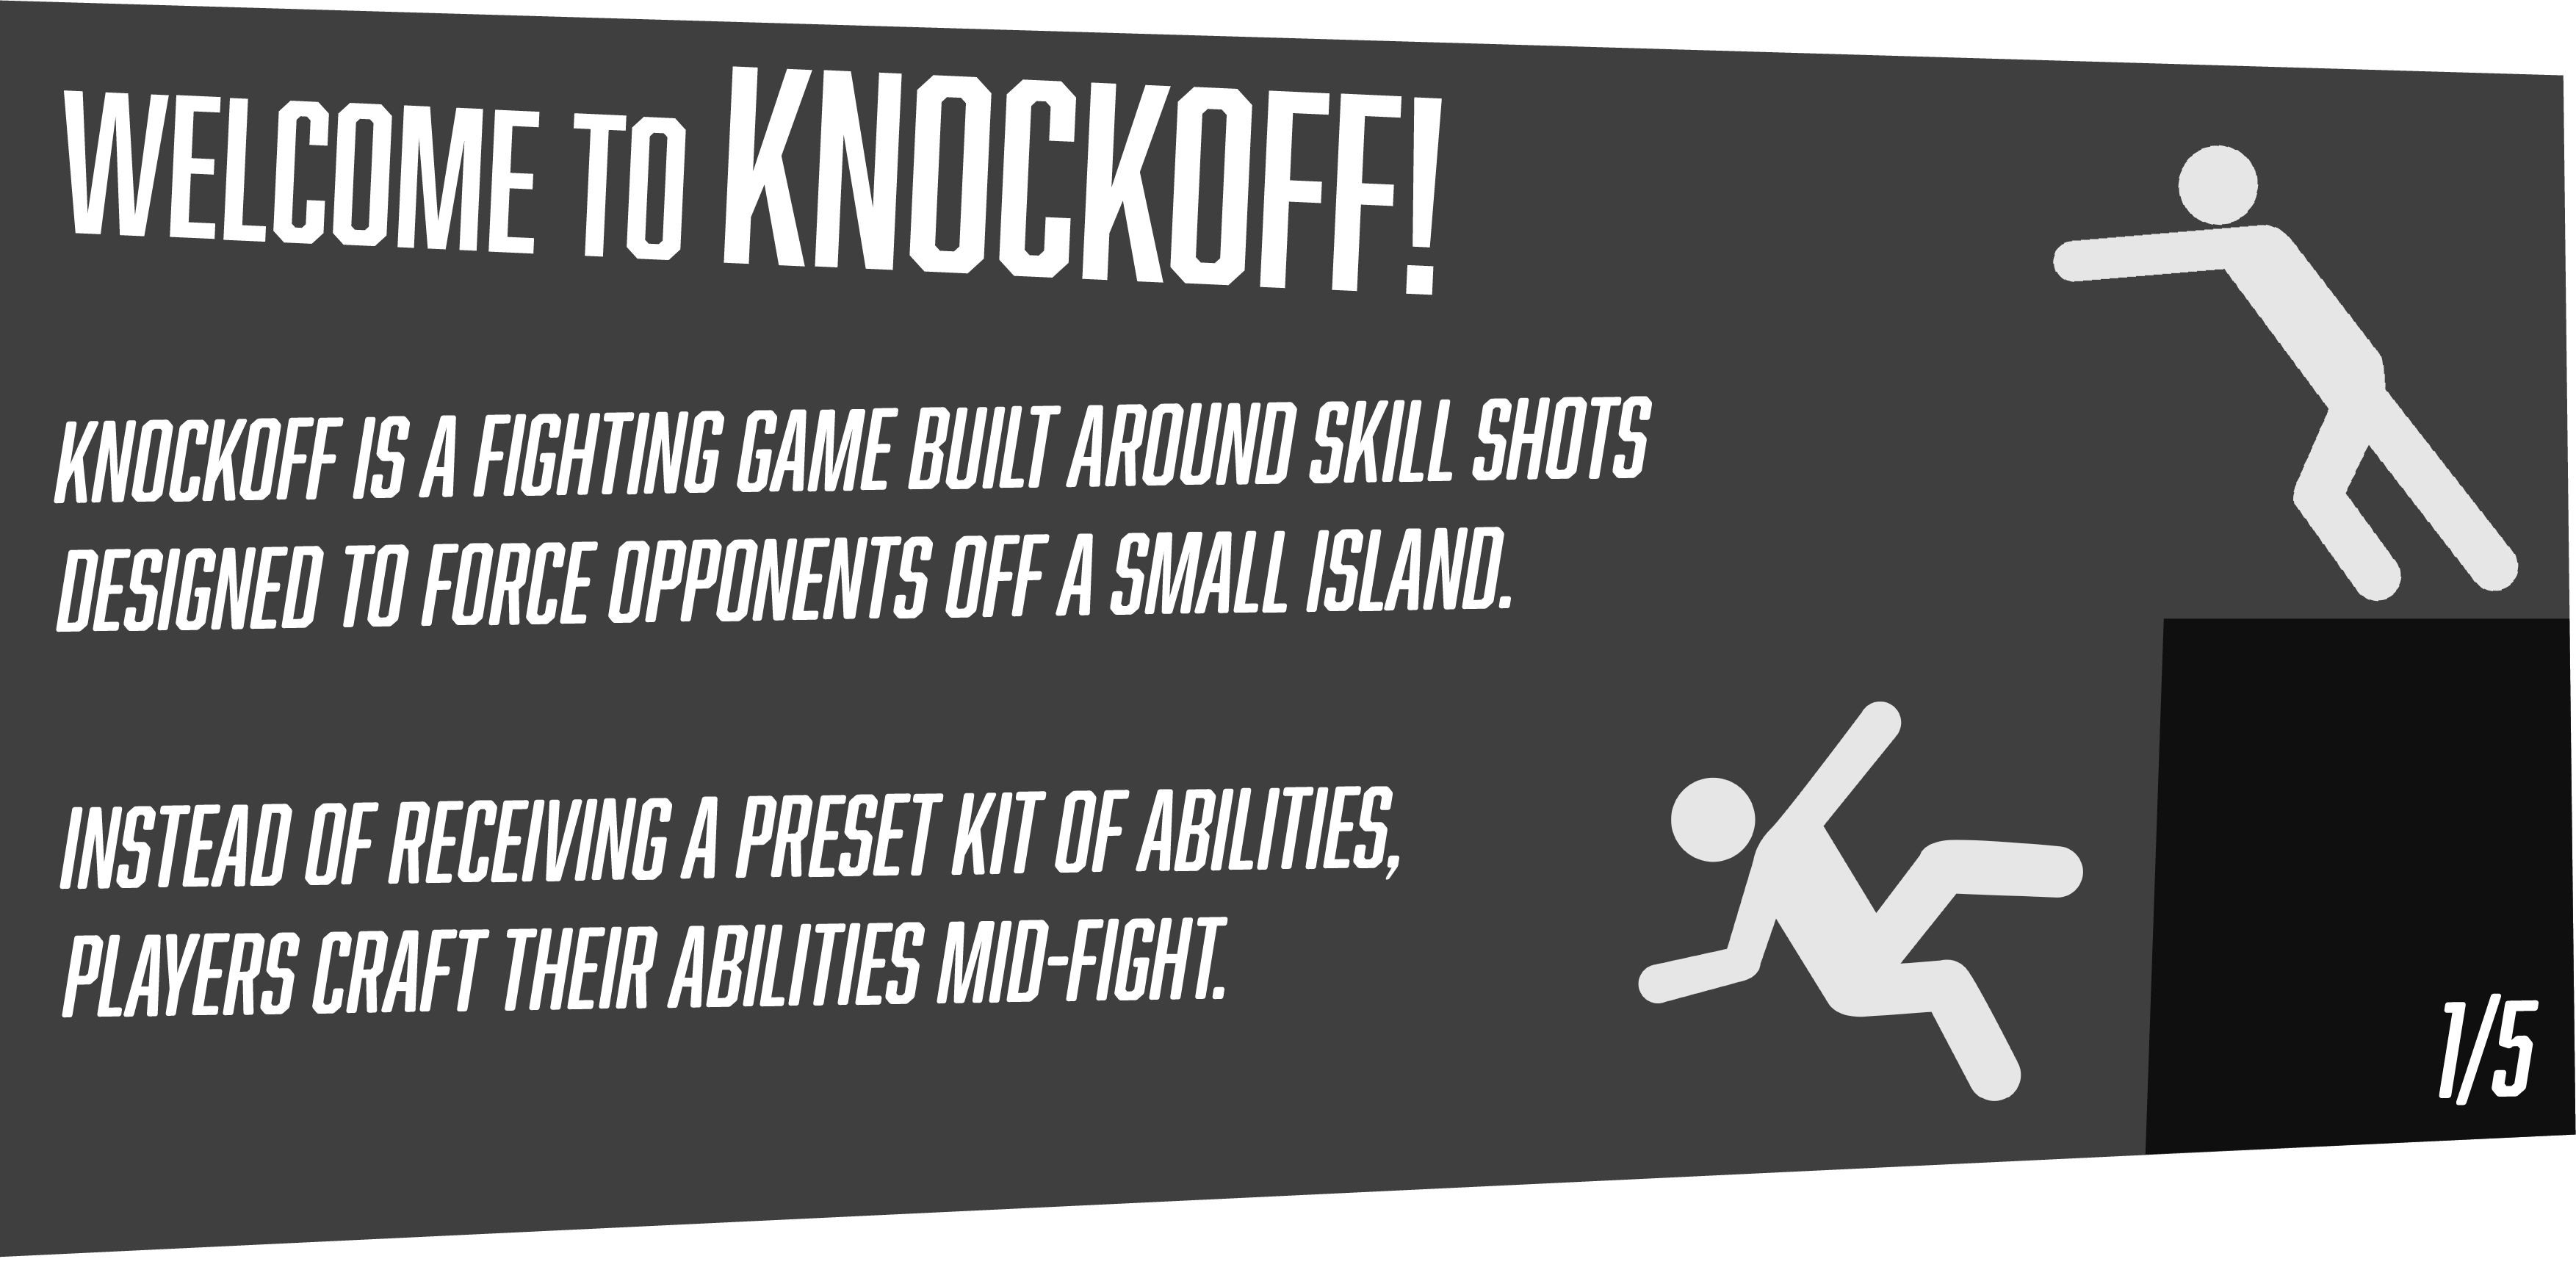 WELCOME TO KNOCKOFF!
KNOCKOFF IS A FIGHTING GAME BUILT AROUND SKILL SHOTS
DESIGNED TO FORCE OPPONENTS OFF A SMALL ISLAND.
INSTEAD OF RECEIVING A PRESET KIT OF ABILITIES,
PLAYERS CRAFT THEIR ABILITIES MID-FIGHT.
1/5